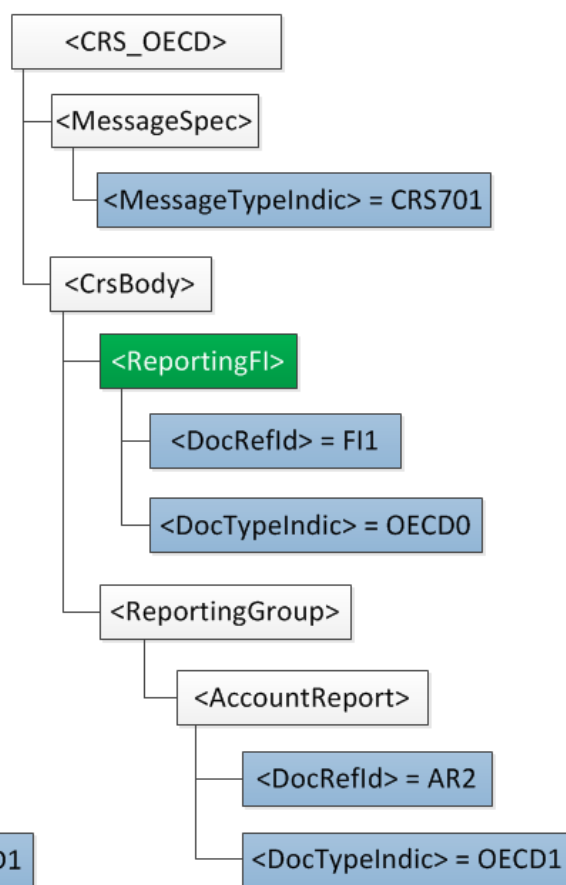 <CRS_OECD>
<MessageSpec>
<MessageTypeIndic> = CRS701
<CrsBody>
<ReportingFI>
<DocRefId> = FI1
<DocTypeIndic> = OECD0
<ReportingGroup>
<AccountReport>
<DocRefId> = AR2
<DocTypeIndic> = OECD1